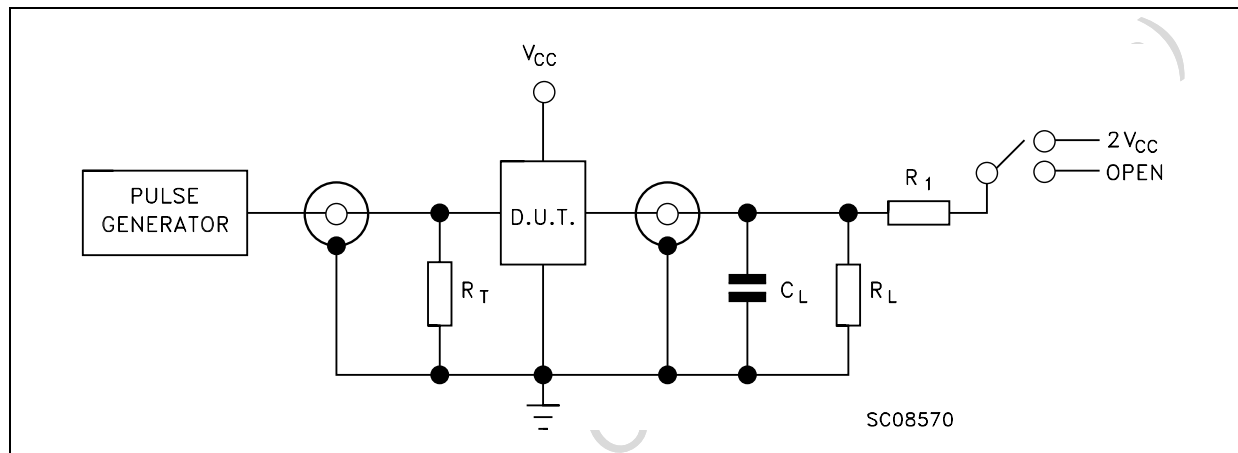 VCC
2VCC
OPEN
R1
PULSE
GENERATOR
D.U.T.
RT
CL
RL
SC08570